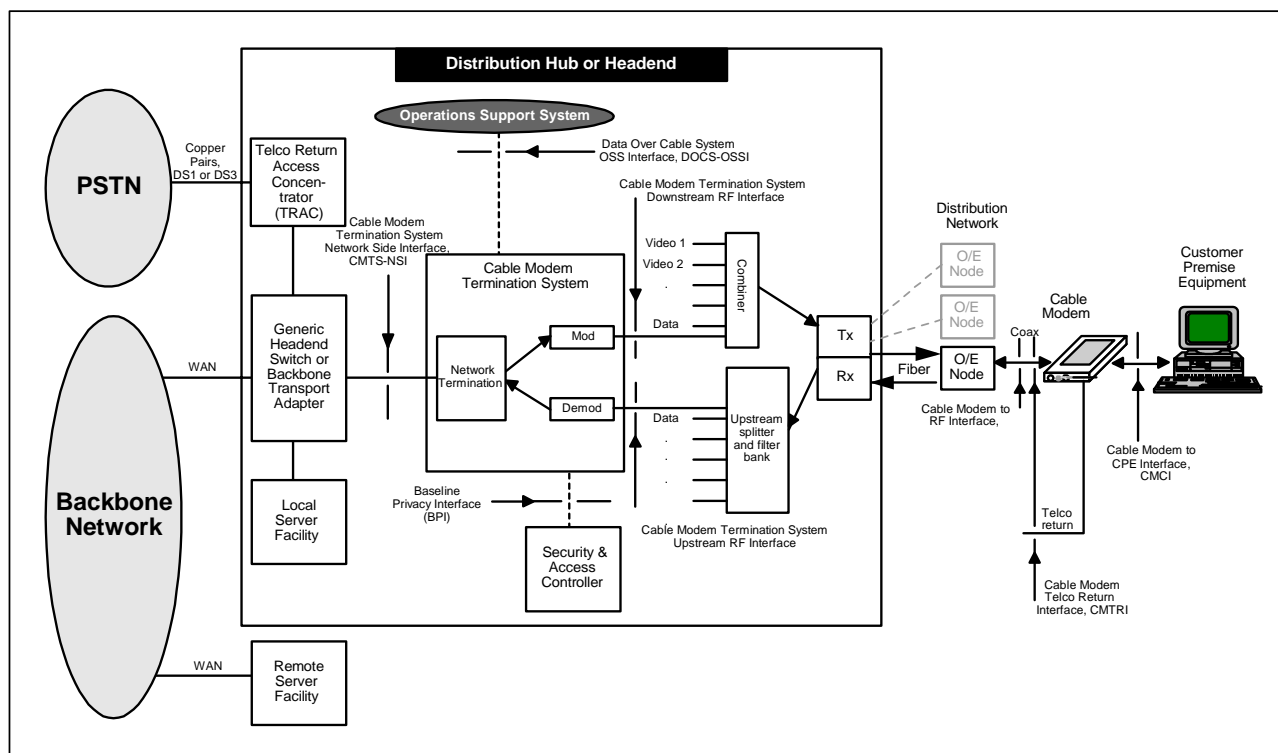 Distribution Hub or Headend
Operations Support System
Data Over Cable System
OSS Interface, DOCS-OSSI
Copper
Pairs,
DS1 or DS3
PSTN
Telco Return
Access
Concen-
trator
(TRAC)
Cable Modem
Termination System
Network Side Interface,
CMTS-NSI
Cable Modem Termination System
Downstream RF Interface
Video 1
Video 2
.
.
Data
Combiner
Cable Modem
Termination System
Mod
Network
Termination
Demod
Generic
Headend
Switch or
Backbone
Transport
Adapter
WAN
Backbone
Network
Local
Server
Facility
Data
.
.
.
Upstream
splitter
and filter
bank
Baseline
Privacy Interface
(BPI)
Cable Modem Termination System
Upstream RF Interface
Security &
Access
Controller
WAN
Remote
Server
Facility
Tx
Rx
Fiber
Distribution
Network
O/E
Node
O/E
Node
O/E
Node
Coax
Cable
Modem
Customer
Premise
Equipment
Cable Modem to
RF Interface,
Cable Modem to
CPE Interface,
CMCI
Telco
return
Cable Modem
Telco Return
Interface, CMTRI